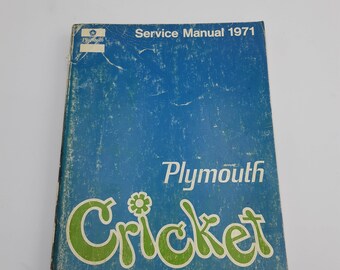 Service Manual 1971
Plymouth
Cricket